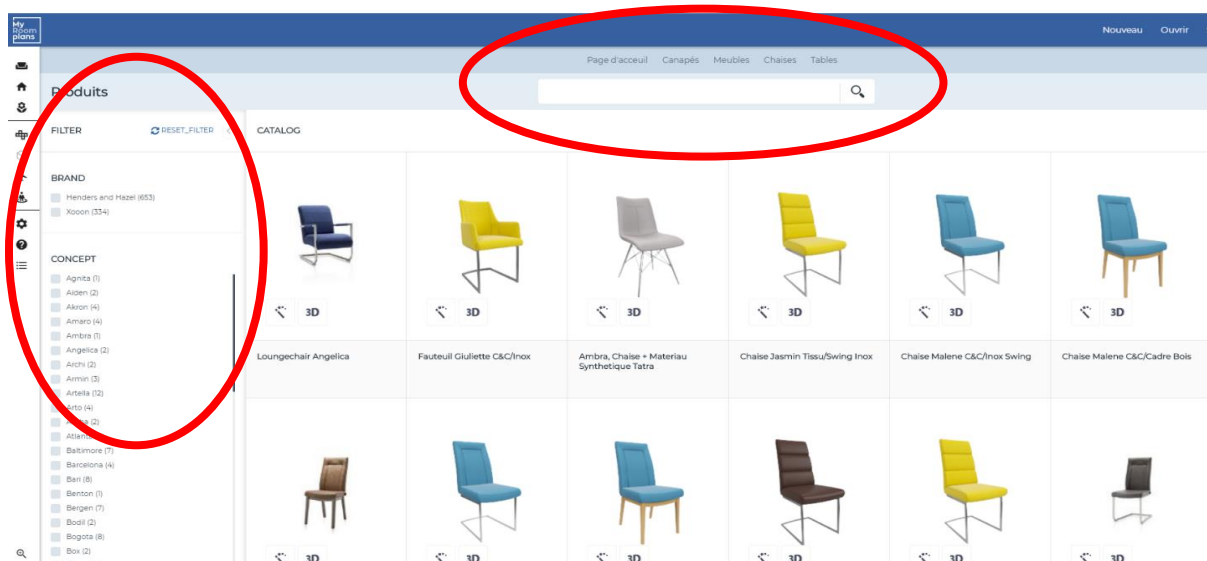 My
Room
plans
Nouveau Ouvrir
Page d'acceuil Canapés Meubles Chaises Tables
Produits
FILTER RESET_FILTER
CATALOG
BRAND
Henders and Hazel (653)
Xooon (334)
CONCEPT
Agnita (1)
Aiden (2)
Akron (4)
Amaro (4)
Ambra (1)
Angelica (2)
Archi (2)
Armin (3)
Artella (12)
Arto (4)
(2)
Baltimore (7)
Barcelona (4)
Bari (8)
Benton (1)
Bergen (7)
Bodil (2)
Bogota (8)
Box (2)
3D 3D 3D 3D 3D 3D
Loungechair Angelica
Fauteuil Giuliette C&C/Inox
Ambra, Chaise + Materiau
Synthetique Tatra
Chaise Jasmin Tissu/Swing Inox
Chaise Malene C&C/Inox Swing
Chaise Malene C&C/Cadre Bois
3D 3D 3D 3D 3D 3D